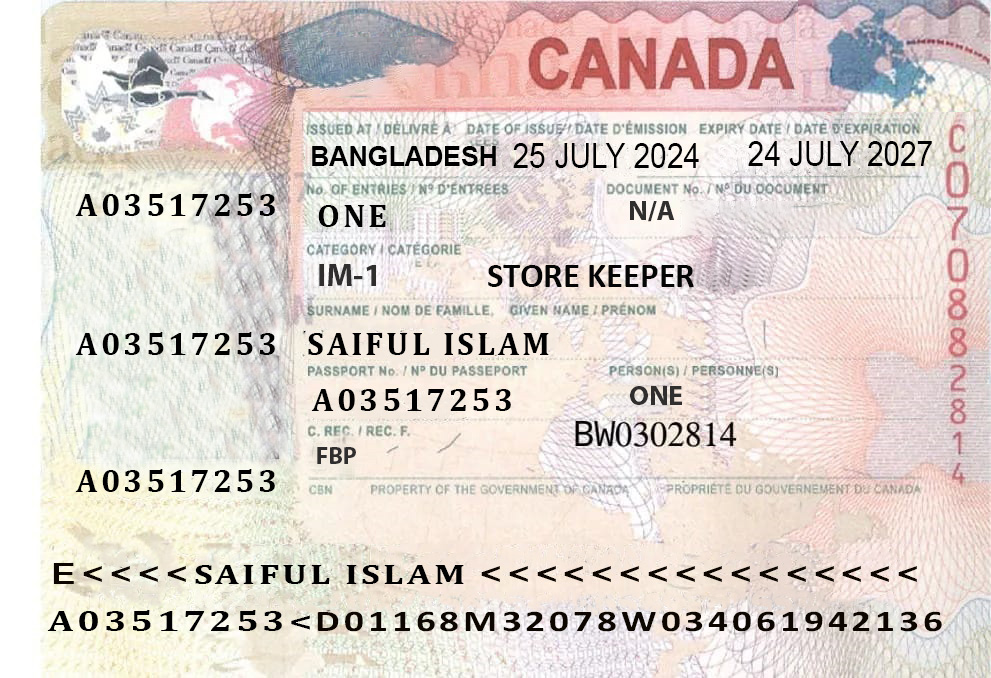 CANADA
ISSUED AT / DÉLIVRÉ À DATE OF ISSUE / DATE D'ÉMISSION EXPIRY DATE / DATE D'EXPIRATION
BANGLADESH 25 JULY 2024 24 JULY 2027
No. OF ENTRIES / Nº D'ENTRÉES DOCUMENT No. / Nº DU DOCUMENT
A03517253 ONE N/A
CATEGORY / CATÉGORIE
IM-1 STORE KEEPER
SURNAME / NOM DE FAMILLE, GIVEN NAME / PRÉNOM
A03517253 SAIFUL ISLAM
PASSPORT No. / Nº DU PASSEPORT PERSON(S) / PERSONNE(S)
A03517253 ONE
C. REC. / REC. F. BW0302814
FBP
A03517253
CBN PROPERTY OF THE GOVERNMENT OF CANADA PROPRIÉTÉ DU GOUVERNEMENT DU CANADA
C070882814
E<<<<SAIFUL ISLAM <<<<<<<<<<<<<<<<
A03517253<D01168M32078W034061942136